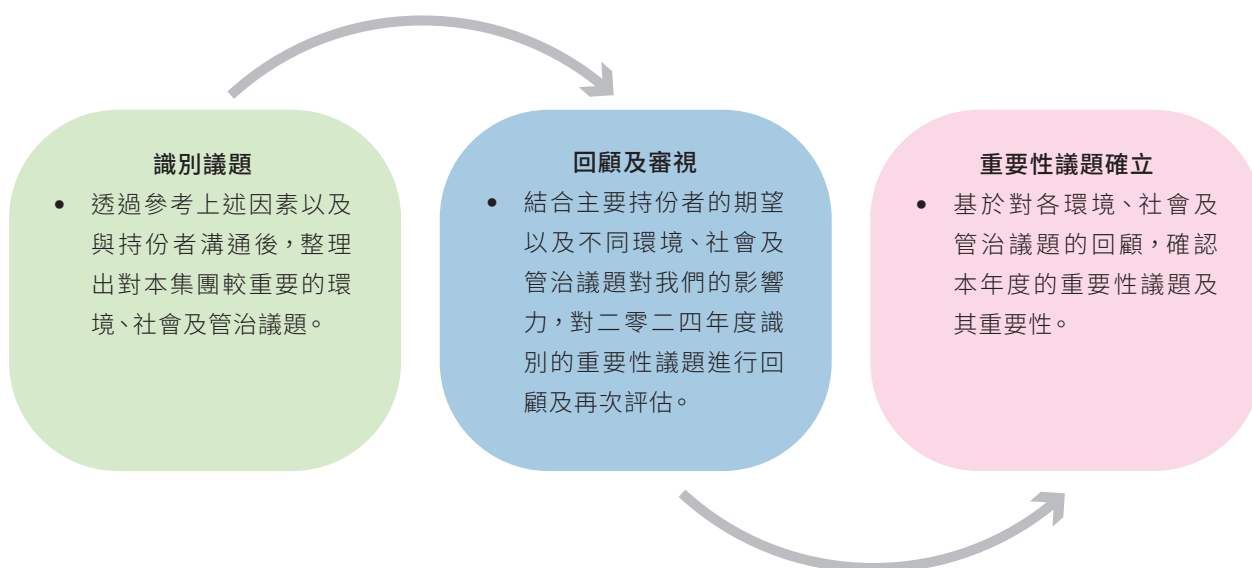 識別議題
• 透過參考上述因素以及
與持份者溝通後，整理
出對本集團較重要的環
境、社會及管治議題。
回顧及審視
• 結合主要持份者的期望
以及不同環境、社會及
管治議題對我們的影響
力，對二零二四年度識
別的重要性議題進行回
顧及再次評估。
重要性議題確立
• 基於對各環境、社會及
管治議題的回顧，確認
本年度的重要性議題及
其重要性。